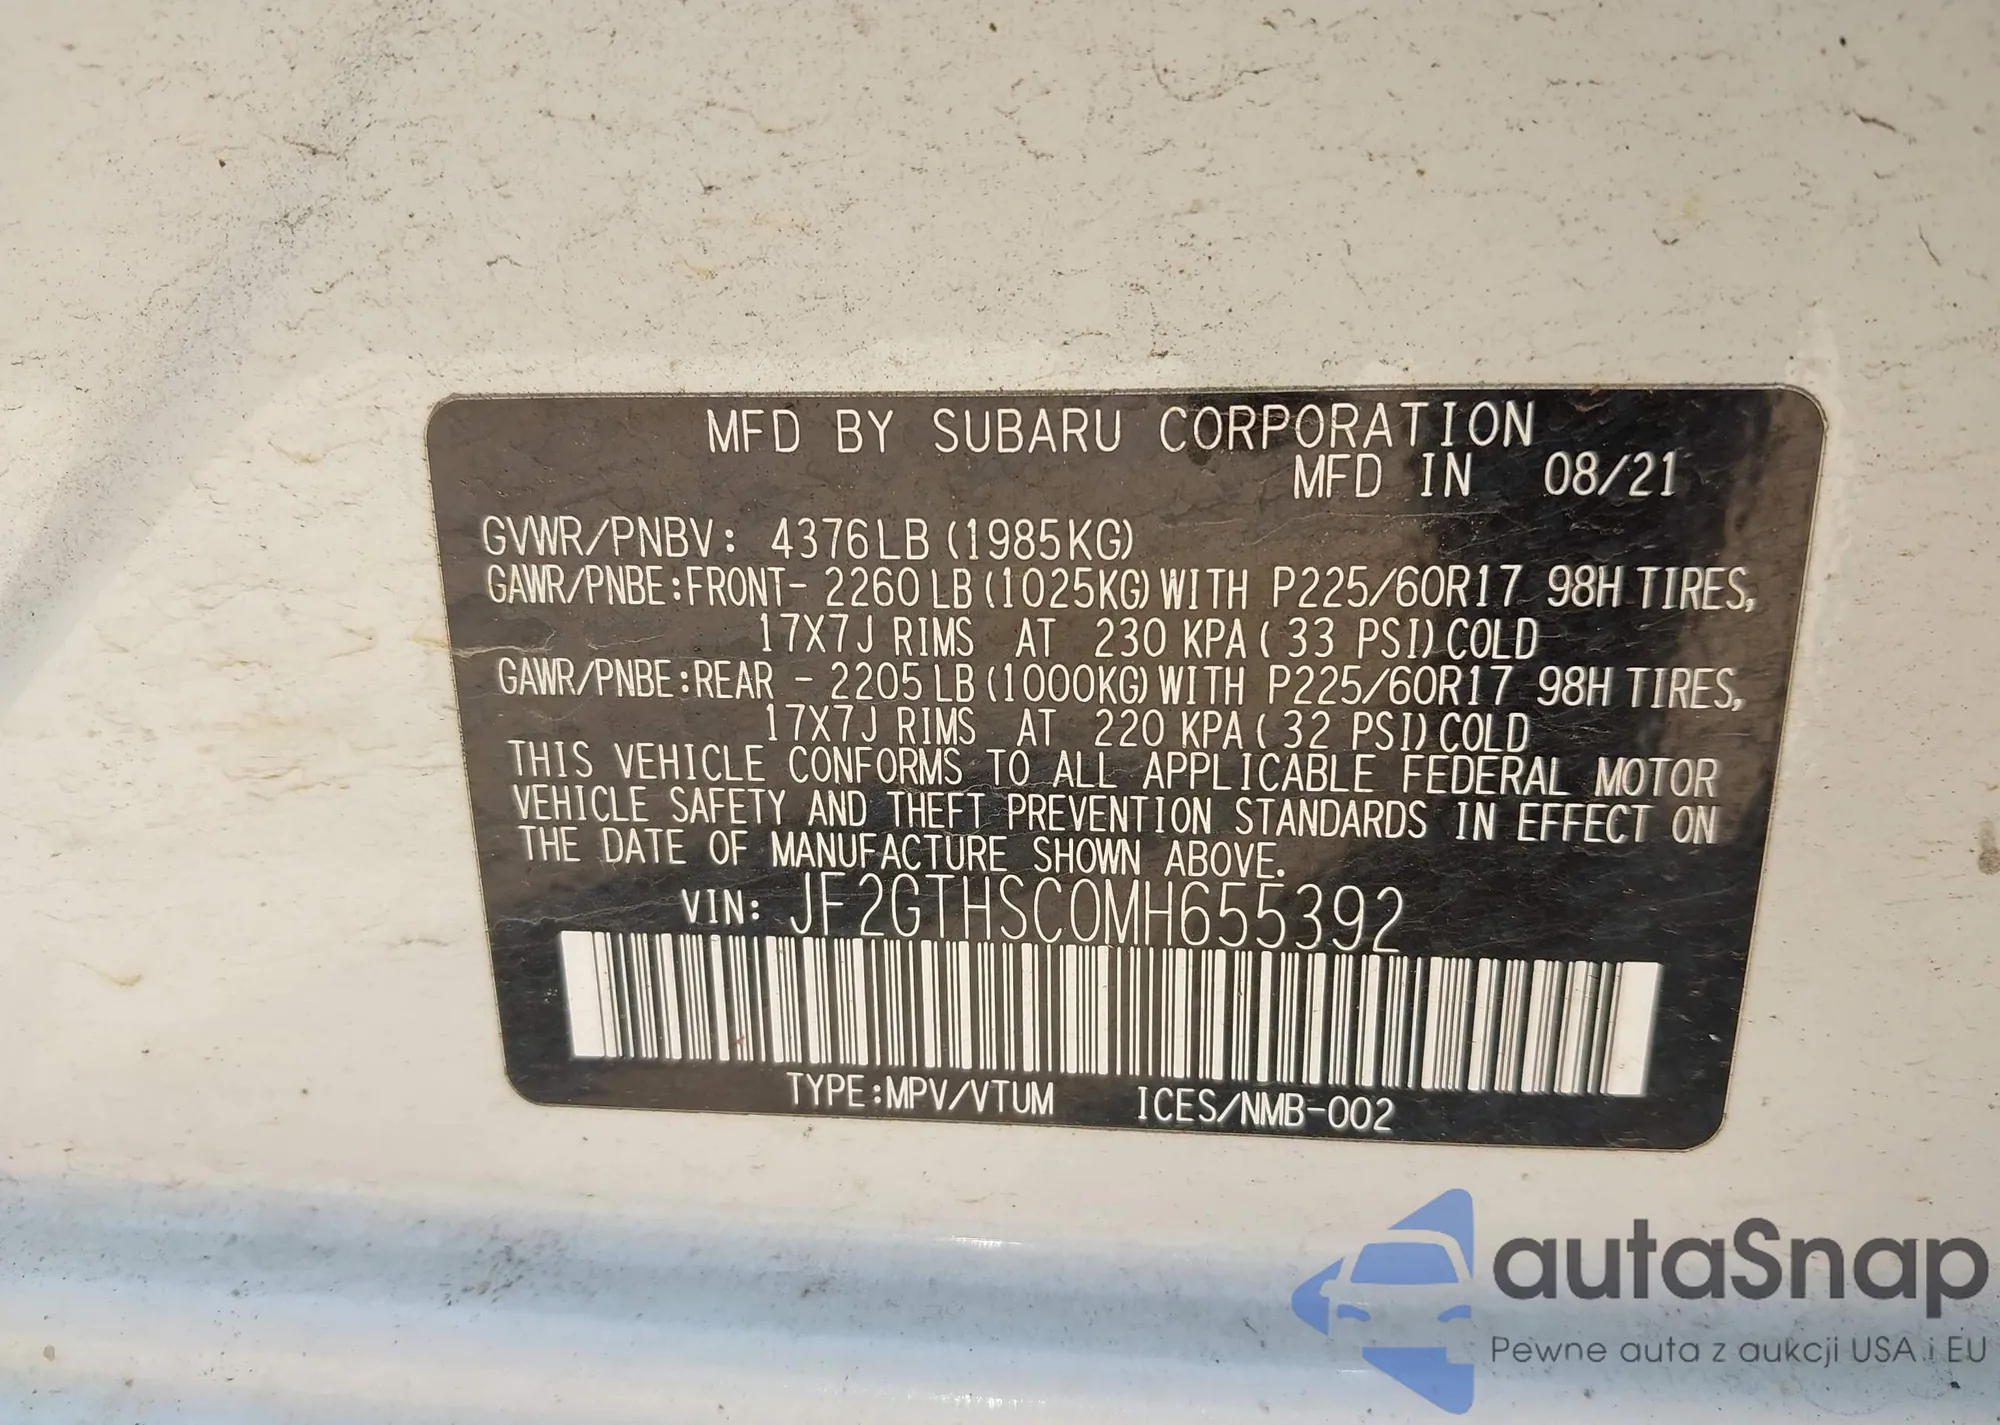 MFD BY SUBARU CORPORATION
MFD IN 08/21
GVWR/PNBV: 4376LB (1985KG)
GAWR/PNBE:FRONT- 2260 LB (1025KG) WITH P225/60R17 98H TIRES,
17X7J RIMS AT 230 KPA ( 33 PSI) COLD
GAWR/PNBE:REAR - 2205 LB (1000KG) WITH P225/60R17 98H TIRES,
17X7J RIMS AT 220 KPA ( 32 PSI) COLD
THIS VEHICLE CONFORMS TO ALL APPLICABLE FEDERAL MOTOR
VEHICLE SAFETY AND THEFT PREVENTION STANDARDS IN EFFECT ON
THE DATE OF MANUFACTURE SHOWN ABOVE.
VIN: JF2GTHSC0MH655392
TYPE:MPV/VTUM ICES/NMB-002
autaSnap
Pewne auta z aukcji USA i EU